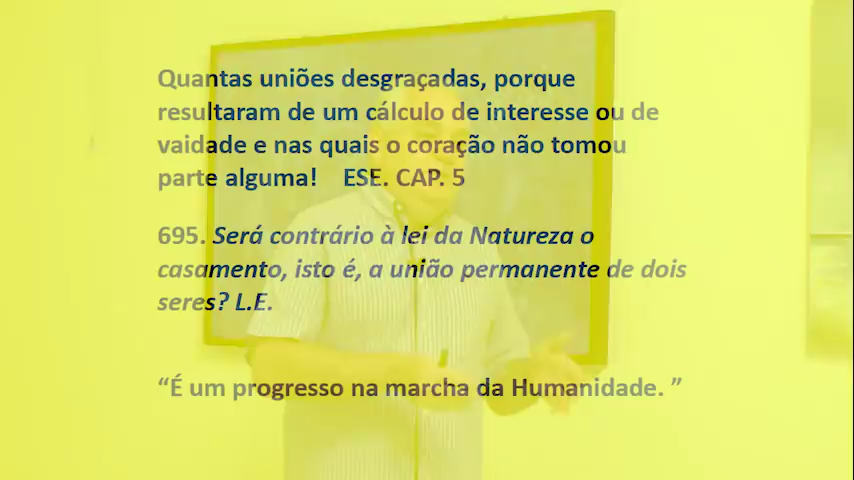 Quantas uniões desgraçadas, porque
resultaram de um cálculo de interesse ou de
vaidade e nas quais o coração não tomou
parte alguma! ESE. CAP. 5
695. Será contrário à lei da Natureza o
casamento, isto é, a união permanente de dois
seres? L.E.
“É um progresso na marcha da Humanidade. ”